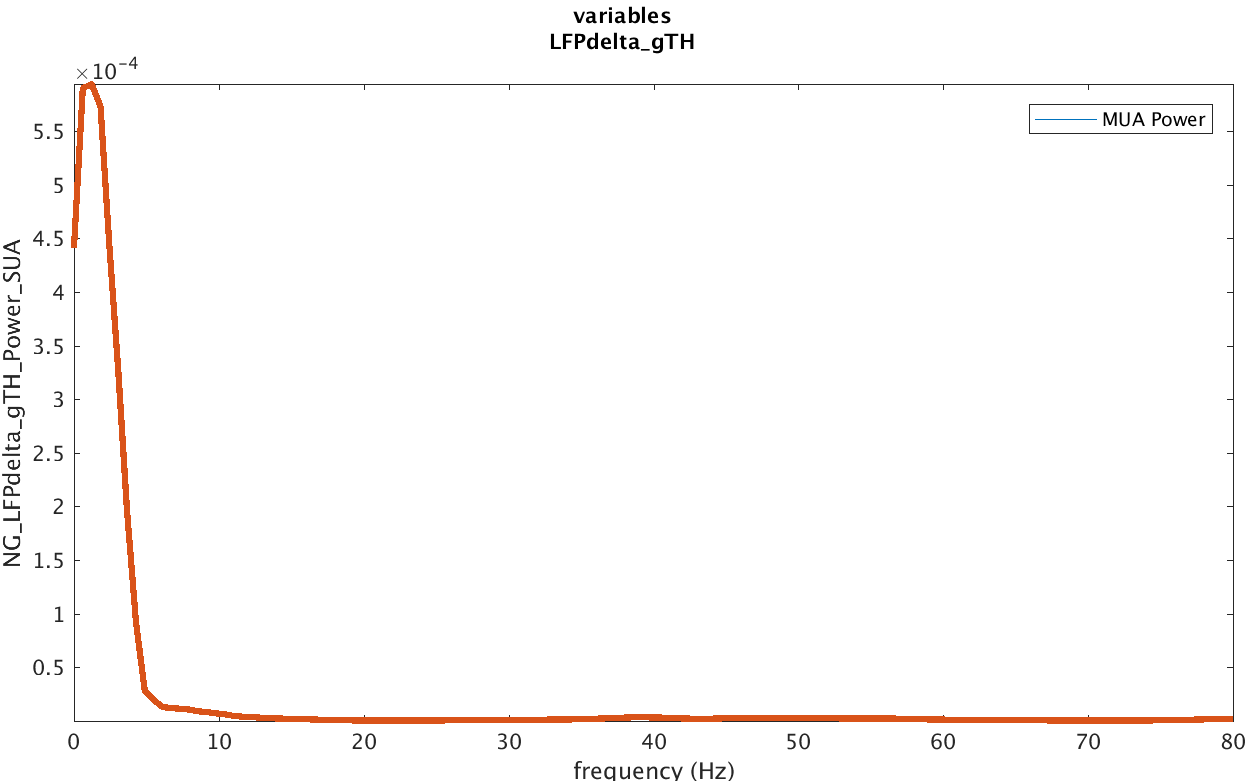 variables
LFPdelta_gTH
×10⁻⁴
MUA Power
5.5
5
4.5
4
3.5
3
2.5
2
1.5
1
0.5
NG_LFPdelta_gTH_Power_SUA
0 10 20 30 40 50 60 70 80
frequency (Hz)